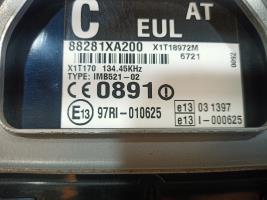 C EUL AT
88281XA200 X1T18972M
6721
X1T170 134.45KHz
TYPE: IMB521-02
CE0891
E13 97RI-010625
e13 03 1397
e13 I-000625